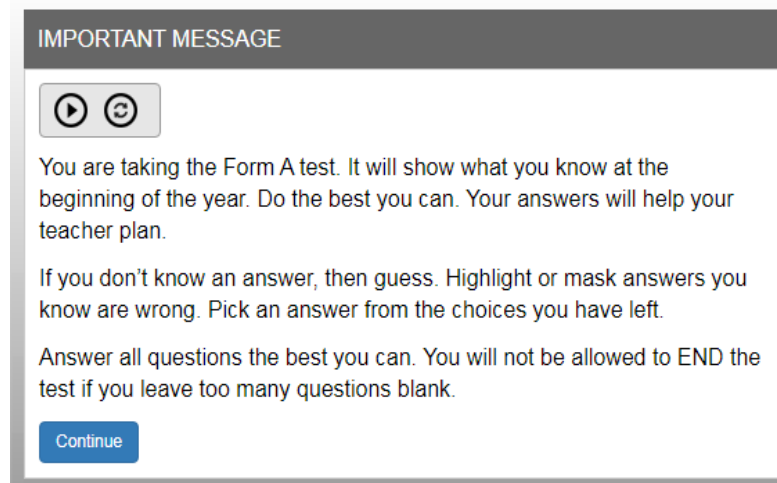 IMPORTANT MESSAGE
You are taking the Form A test. It will show what you know at the
beginning of the year. Do the best you can. Your answers will help your
teacher plan.
If you don’t know an answer, then guess. Highlight or mask answers you
know are wrong. Pick an answer from the choices you have left.
Answer all questions the best you can. You will not be allowed to END the
test if you leave too many questions blank.
Continue